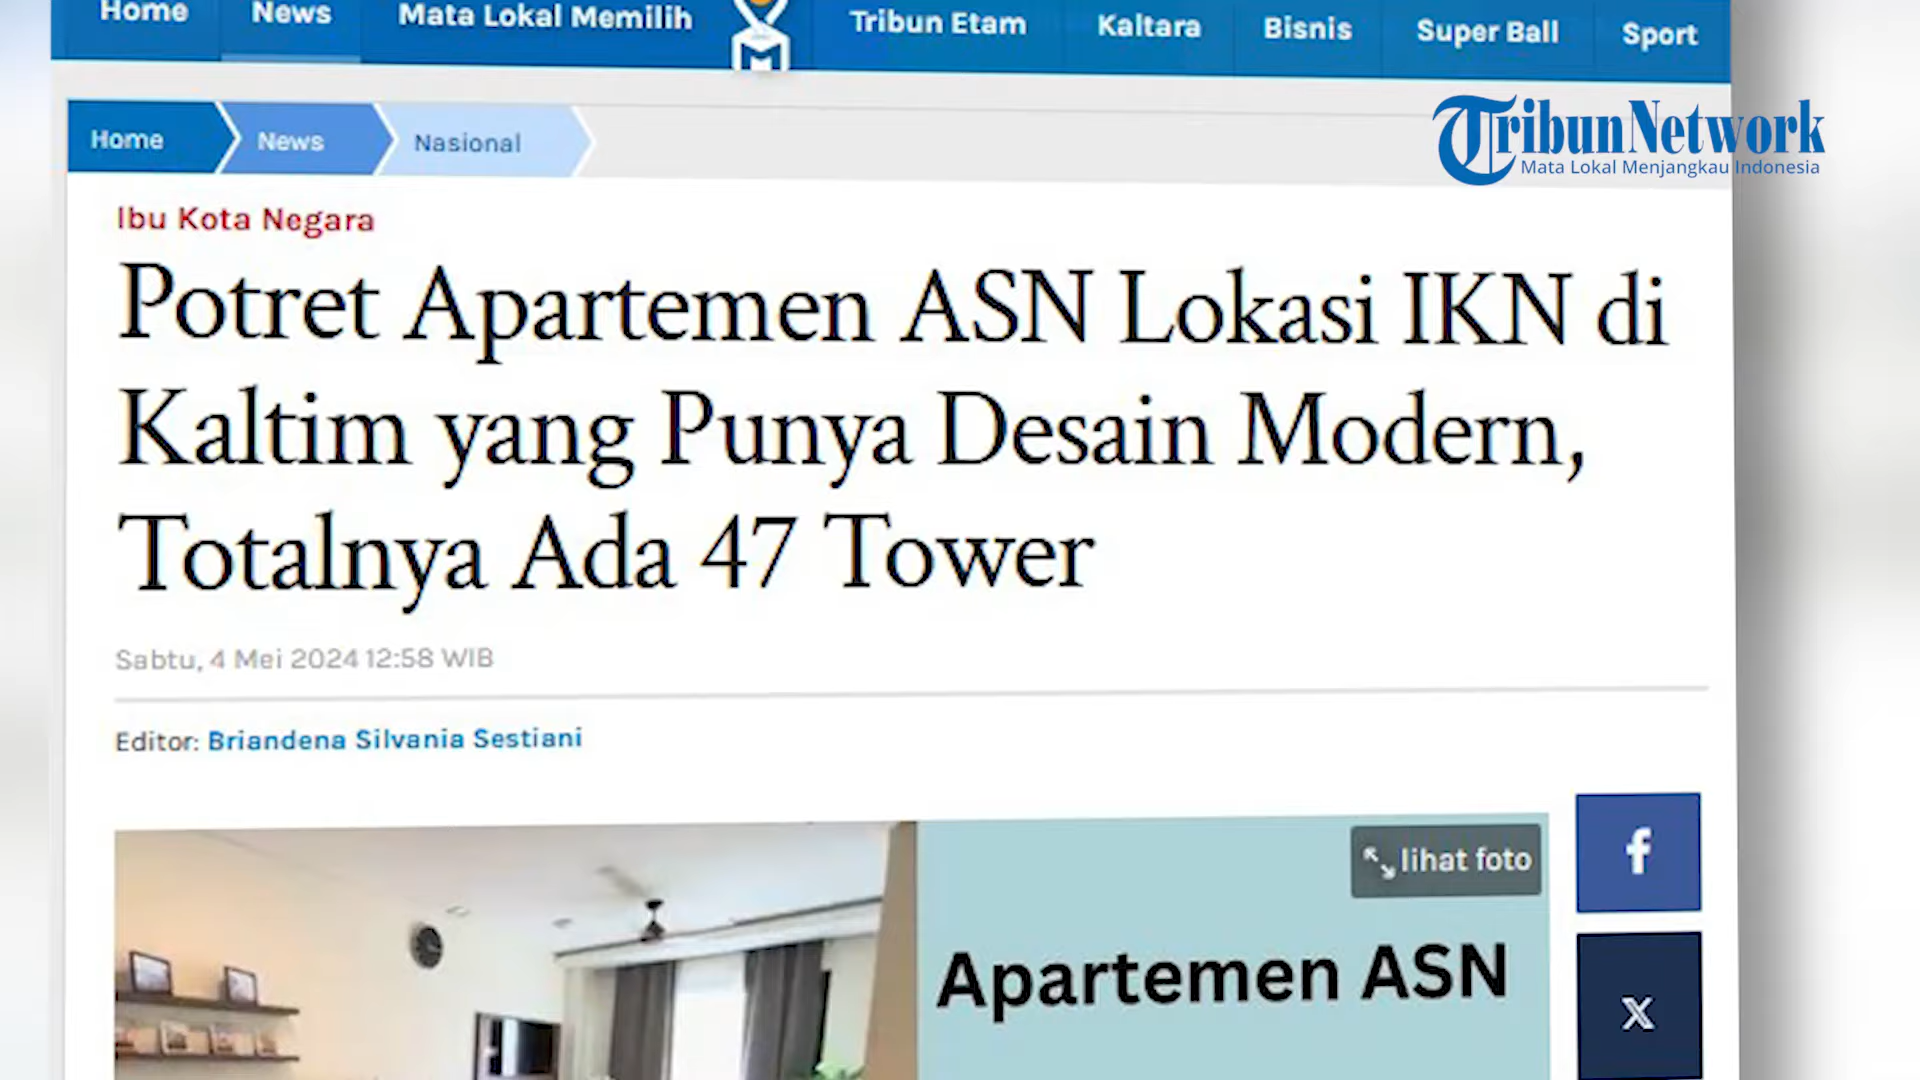 Home News Mata Lokal Memilih Tribun Etam Kaltara Bisnis Super Ball Sport
Tribun Network
Mata Lokal Menjangkau Indonesia
Home News Nasional
Ibu Kota Negara
Potret Apartemen ASN Lokasi IKN di
Kaltim yang Punya Desain Modern,
Totalnya Ada 47 Tower
Sabtu, 4 Mei 2024 12:58 WIB
Editor: Briandena Silvania Sestiani
lihat foto
Apartemen ASN